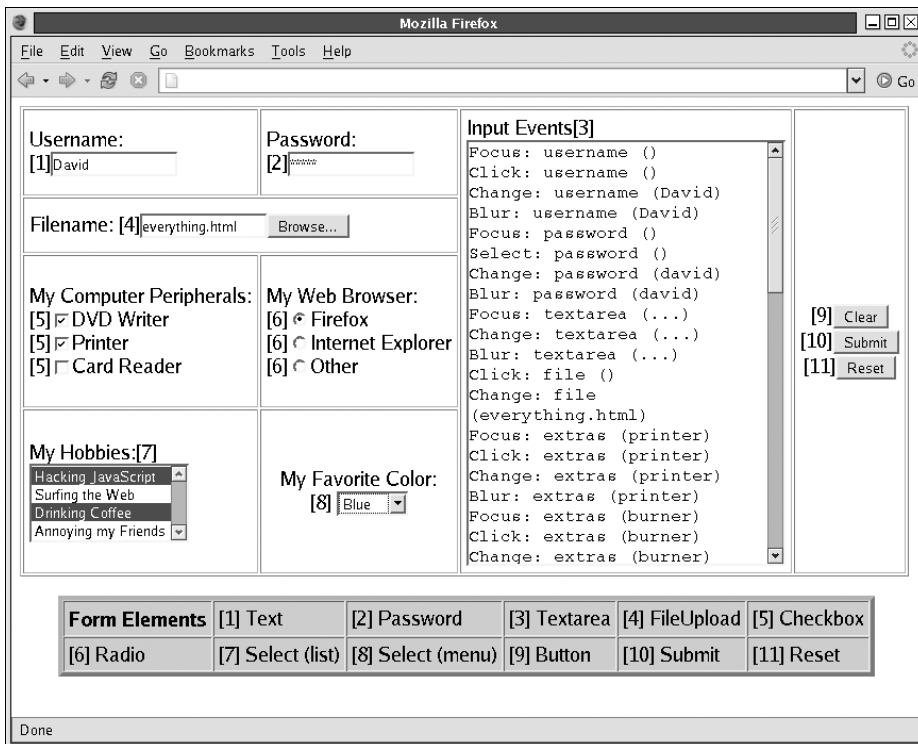 Mozilla Firefox
File Edit View Go Bookmarks Tools Help
Go
Username:
[1] David
Password:
[2] *****
Filename: [4] everything.html Browse...
My Computer Peripherals:
[5] DVD Writer
[5] Printer
[5] Card Reader
My Web Browser:
[6] Firefox
[6] Internet Explorer
[6] Other
My Hobbies:[7]
Hacking JavaScript
Surfing the Web
Drinking Coffee
Annoying my Friends
My Favorite Color:
[8] Blue
Input Events[3]
Focus: username ()
Click: username ()
Change: username (David)
Blur: username (David)
Focus: password ()
Select: password ()
Change: password (david)
Blur: password (david)
Focus: textarea (...)
Change: textarea (...)
Blur: textarea (...)
Click: file ()
Change: file
(everything.html)
Focus: extras (printer)
Click: extras (printer)
Change: extras (printer)
Blur: extras (printer)
Focus: extras (burner)
Click: extras (burner)
Change: extras (burner)
[9] Clear
[10] Submit
[11] Reset
Form Elements [1] Text [2] Password [3] Textarea [4] FileUpload [5] Checkbox
[6] Radio [7] Select (list) [8] Select (menu) [9] Button [10] Submit [11] Reset
Done